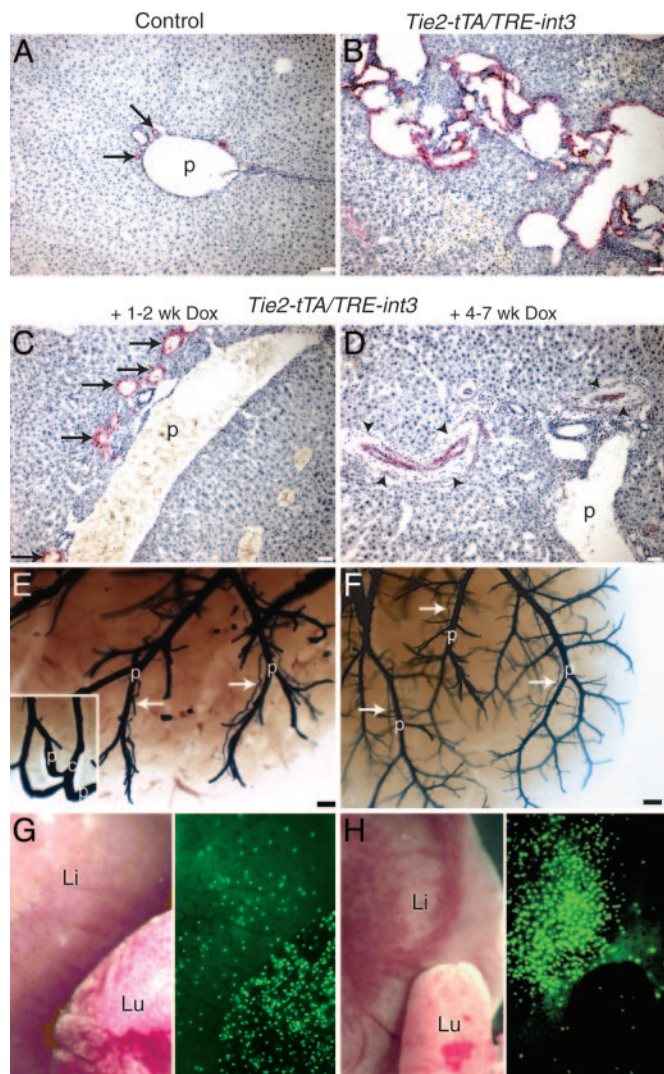 Control
Tie2-tTA/TRE-int3
A
B
p
Tie2-tTA/TRE-int3
+ 1-2 wk Dox
+ 4-7 wk Dox
C
D
p
p
E
F
p
p
p
p
p
p
c
p
G
H
Li
Lu
Li
Lu